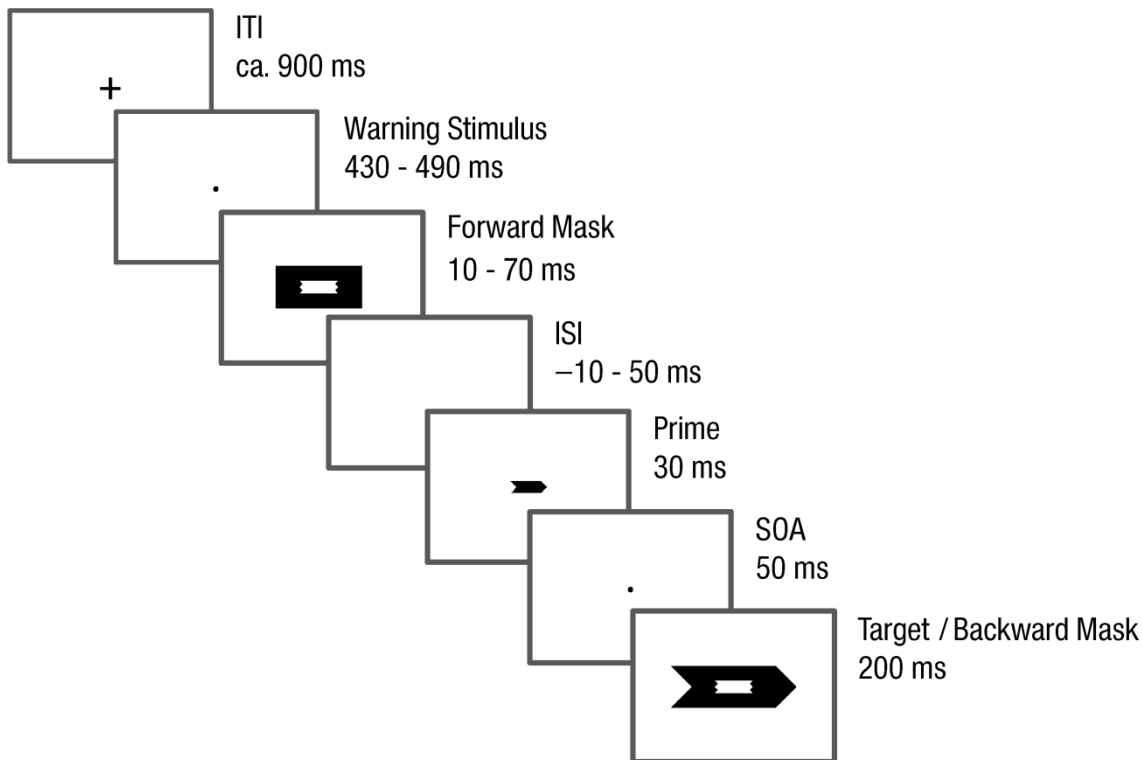 ITI
ca. 900 ms
Warning Stimulus
430 - 490 ms
Forward Mask
10 - 70 ms
ISI
−10 - 50 ms
Prime
30 ms
SOA
50 ms
Target / Backward Mask
200 ms